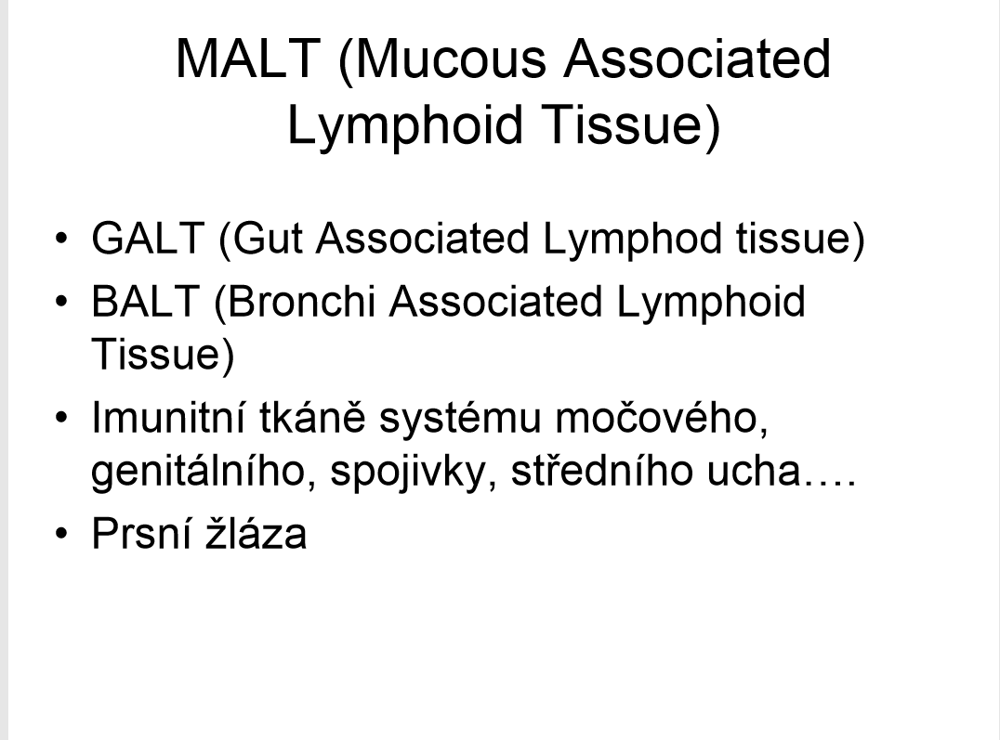 MALT (Mucous Associated
Lymphoid Tissue)
• GALT (Gut Associated Lymphod tissue)
• BALT (Bronchi Associated Lymphoid
Tissue)
• Imunitní tkáně systému močového,
genitálního, spojivky, středního ucha….
• Prsní žláza